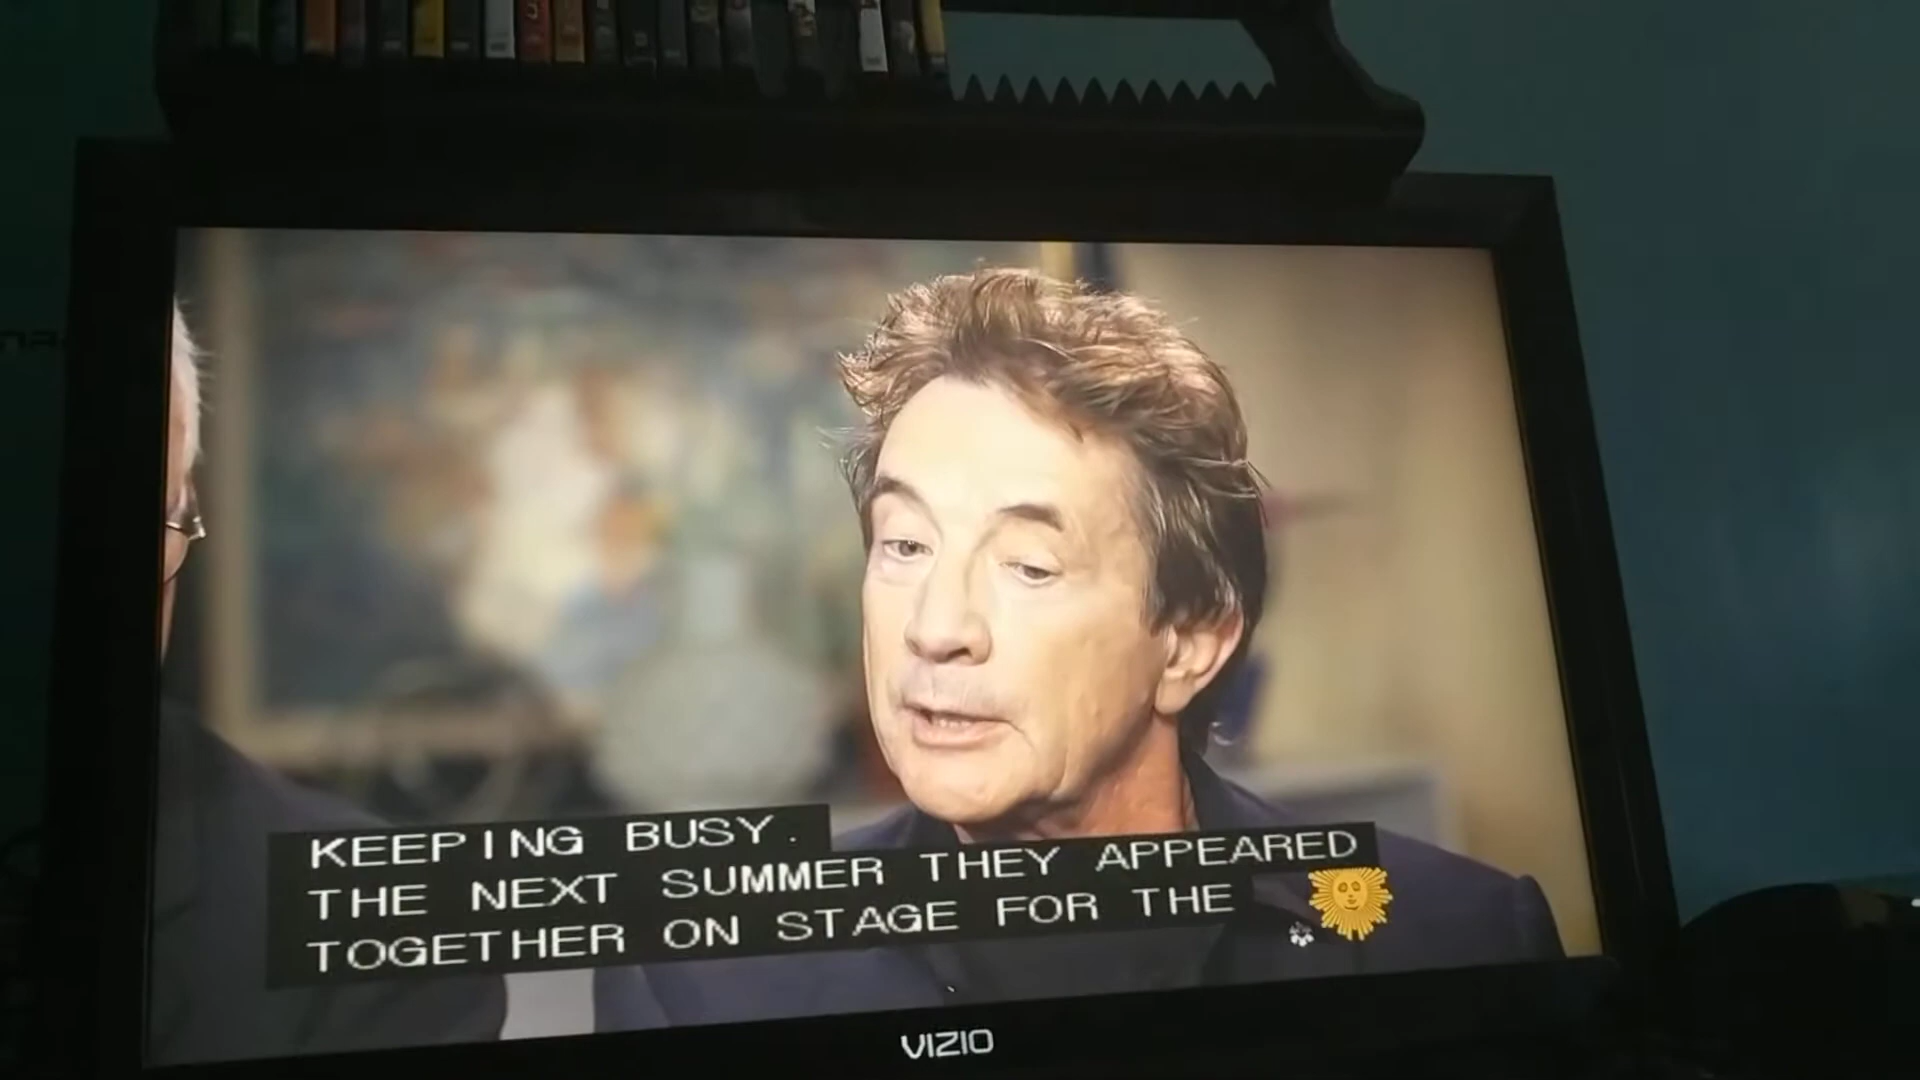 KEEPING BUSY.
THE NEXT SUMMER THEY APPEARED
TOGETHER ON STAGE FOR THE
VIZIO